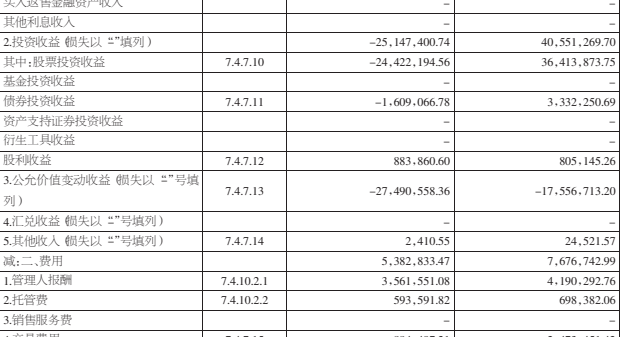 买入返售金融资产收入 – –
其他利息收入 – –
2.投资收益（损失以“-”填列） -25,147,400.74 40,551,269.70
其中:股票投资收益 7.4.7.10 -24,422,194.56 36,413,873.75
基金投资收益 – –
债券投资收益 7.4.7.11 -1,609,066.78 3,332,250.69
资产支持证券投资收益 – –
衍生工具收益 – –
股利收益 7.4.7.12 883,860.60 805,145.26
3.公允价值变动收益（损失以“-”号填
列） 7.4.7.13 -27,490,558.36 -17,556,713.20
4.汇兑收益（损失以“-”号填列） – –
5.其他收入（损失以“-”号填列） 7.4.7.14 2,410.55 24,521.57
减:二、费用 5,382,833.47 7,676,742.99
1.管理人报酬 7.4.10.2.1 3,561,551.08 4,190,292.76
2.托管费 7.4.10.2.2 593,591.82 698,382.06
3.销售服务费 – –